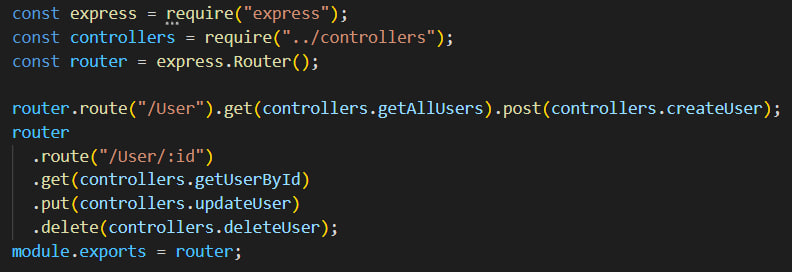 const express = require("express");
const controllers = require("../controllers");
const router = express.Router();
router.route("/User").get(controllers.getAllUsers).post(controllers.createUser);
router
.route("/User/:id")
.get(controllers.getUserById)
.put(controllers.updateUser)
.delete(controllers.deleteUser);
module.exports = router;